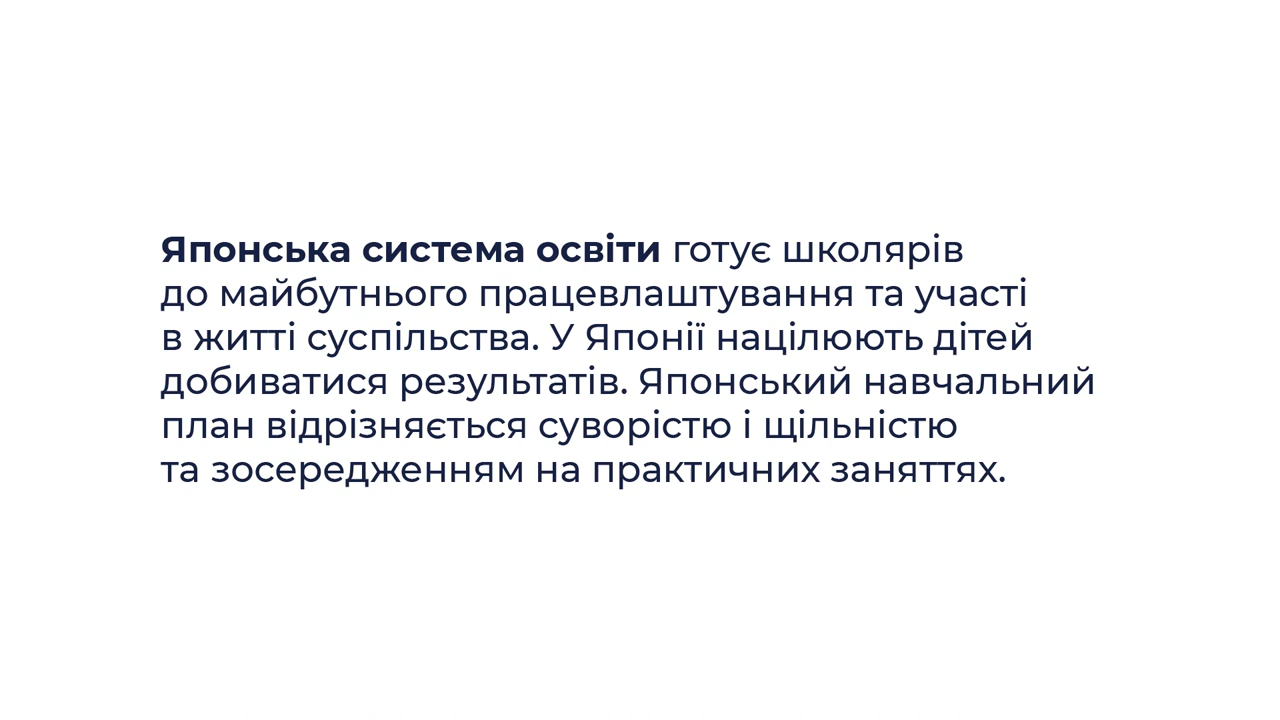 Японська система освіти готує школярів
до майбутнього працевлаштування та участі
в житті суспільства. У Японії націлюють дітей
добиватися результатів. Японський навчальний
план відрізняється суворістю і щільністю
та зосередженням на практичних заняттях.